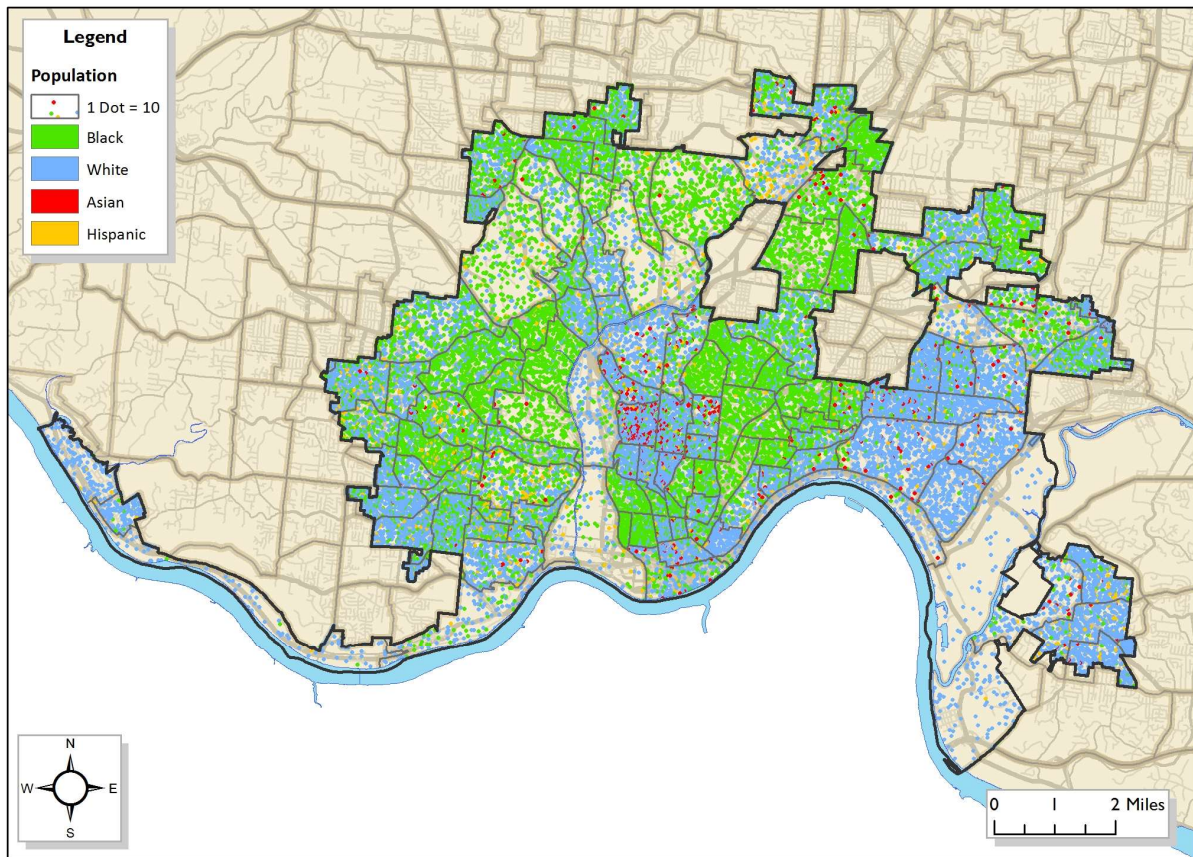 Legend
Population
1 Dot = 10
Black
White
Asian
Hispanic
N
W E
S
0 1 2 Miles